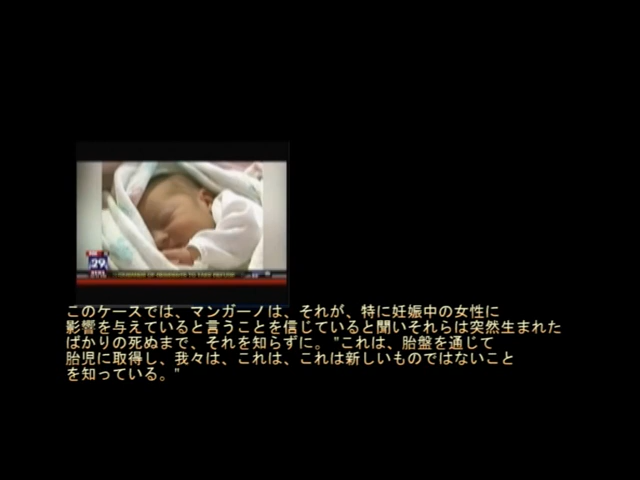 29
このケースでは、マンガーノは、それが、特に妊娠中の女性に
影響を与えていると言うことを信じていると聞いそれらは突然生まれた
ばかりの死ぬまで、それを知らずに。 "これは、胎盤を通じて
胎児に取得し、我々は、これは、これは新しいものではないこと
を知っている。"